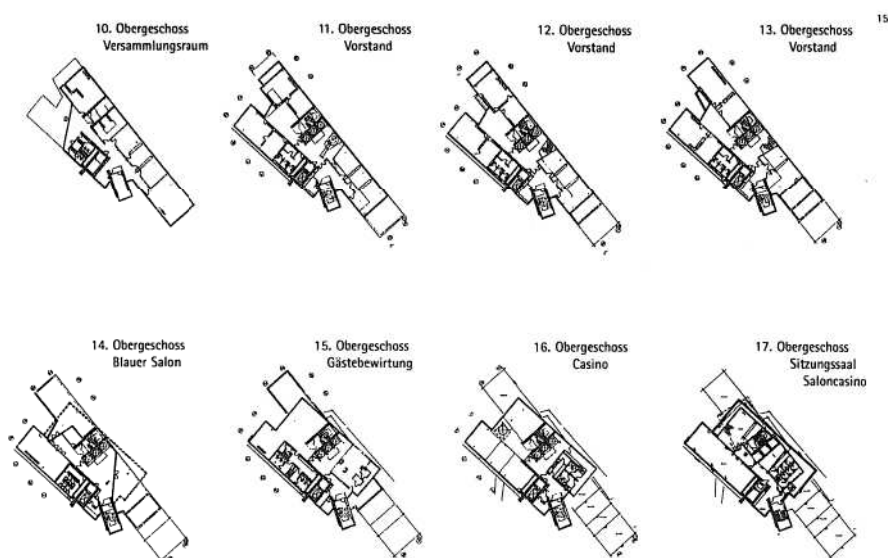 15
10. Obergeschoss
Versammlungsraum
11. Obergeschoss
Vorstand
12. Obergeschoss
Vorstand
13. Obergeschoss
Vorstand
14. Obergeschoss
Blauer Salon
15. Obergeschoss
Gästebewirtung
16. Obergeschoss
Casino
17. Obergeschoss
Sitzungssaal
Saloncasino